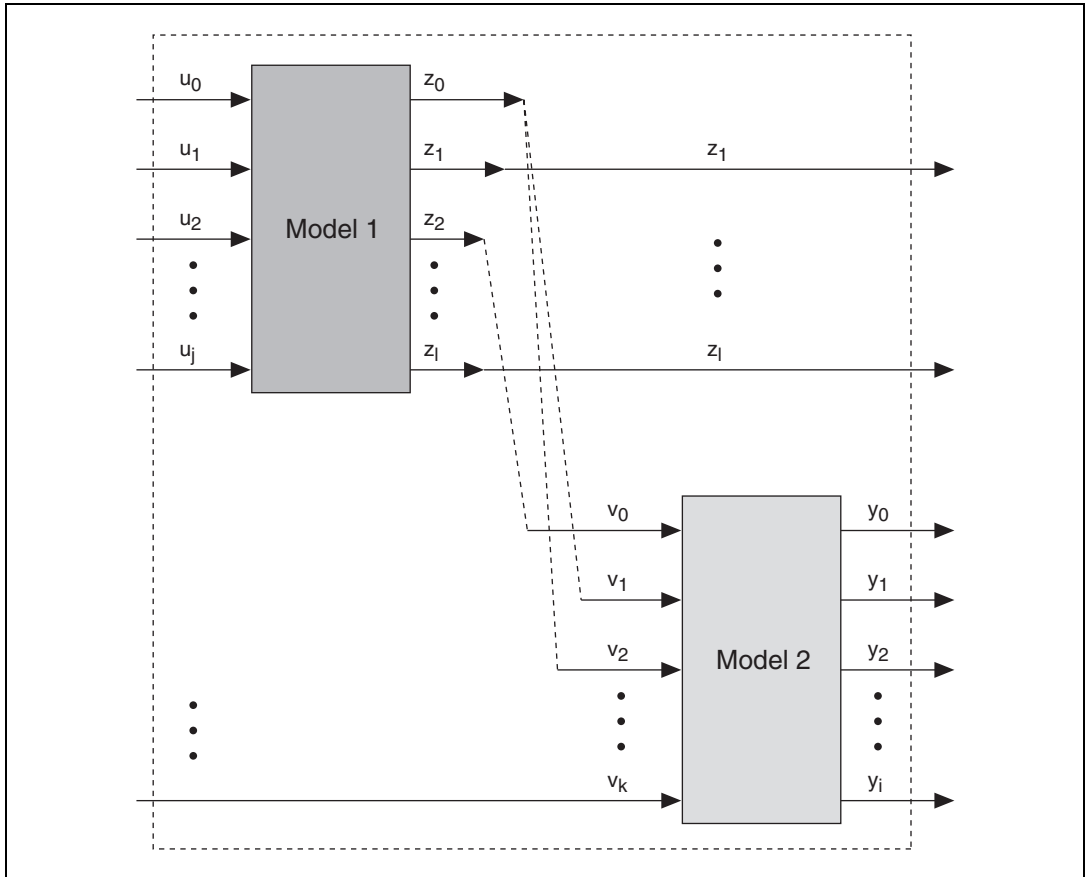 u0 z0
u1 z1 z1
u2 Model 1 z2
uj zl zl
v0 y0
v1 y1
v2 Model 2 y2
vk yi